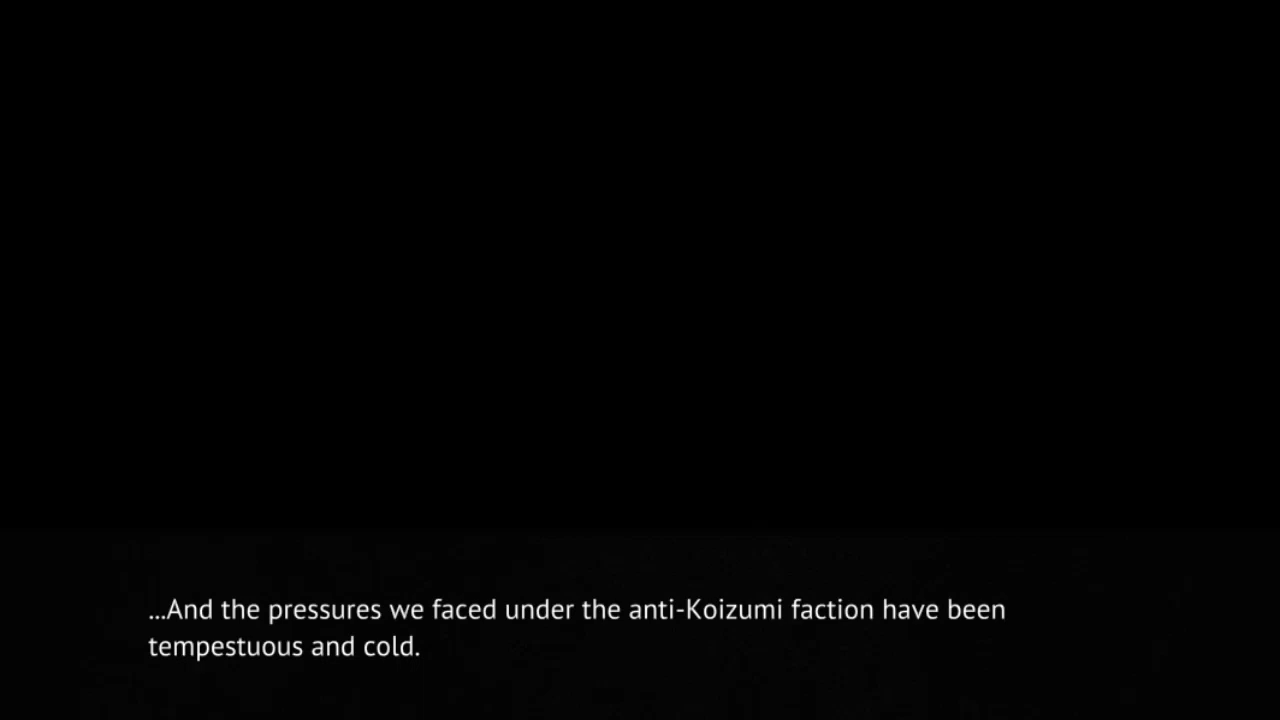 ...And the pressures we faced under the anti-Koizumi faction have been
tempestuous and cold.